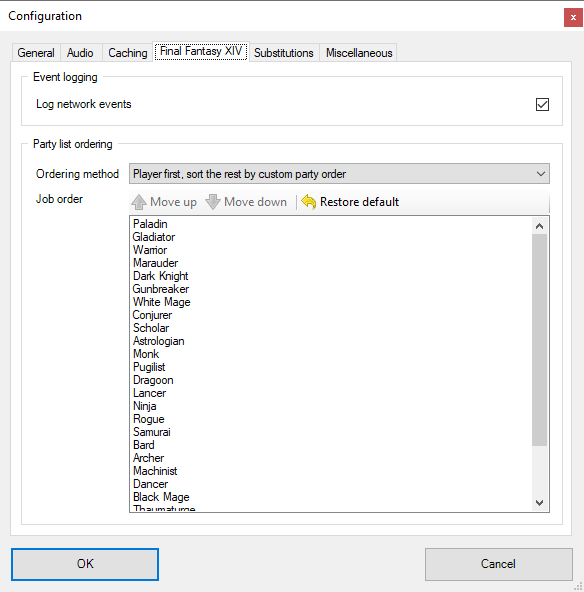 Configuration
x
General Audio Caching Final Fantasy XIV Substitutions Miscellaneous
Event logging
Log network events
Party list ordering
Ordering method Player first, sort the rest by custom party order
Job order Move up Move down Restore default
Paladin
Gladiator
Warrior
Marauder
Dark Knight
Gunbreaker
White Mage
Conjurer
Scholar
Astrologian
Monk
Pugilist
Dragoon
Lancer
Ninja
Rogue
Samurai
Bard
Archer
Machinist
Dancer
Black Mage
Thaumaturge
OK Cancel